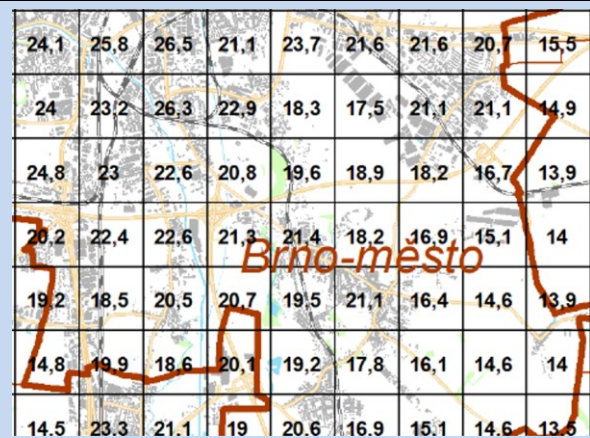 24,1 25,8 26,5 21,1 23,7 21,6 21,6 20,7 15,5
24 23,2 26,3 22,9 18,3 17,5 21,1 21,1 14,9
24,8 23 22,6 20,8 19,6 18,9 18,2 16,7 13,9
20,2 22,4 22,6 21,3 21,4 18,2 16,9 15,1 14
Brno-město
19,2 18,5 20,5 20,7 19,5 21,1 16,4 14,6 13,9
14,8 19,9 18,6 20,1 19,2 17,8 16,1 14,6 14
14,5 23,3 21,1 19 20,6 16,9 15,1 14,6 13,5